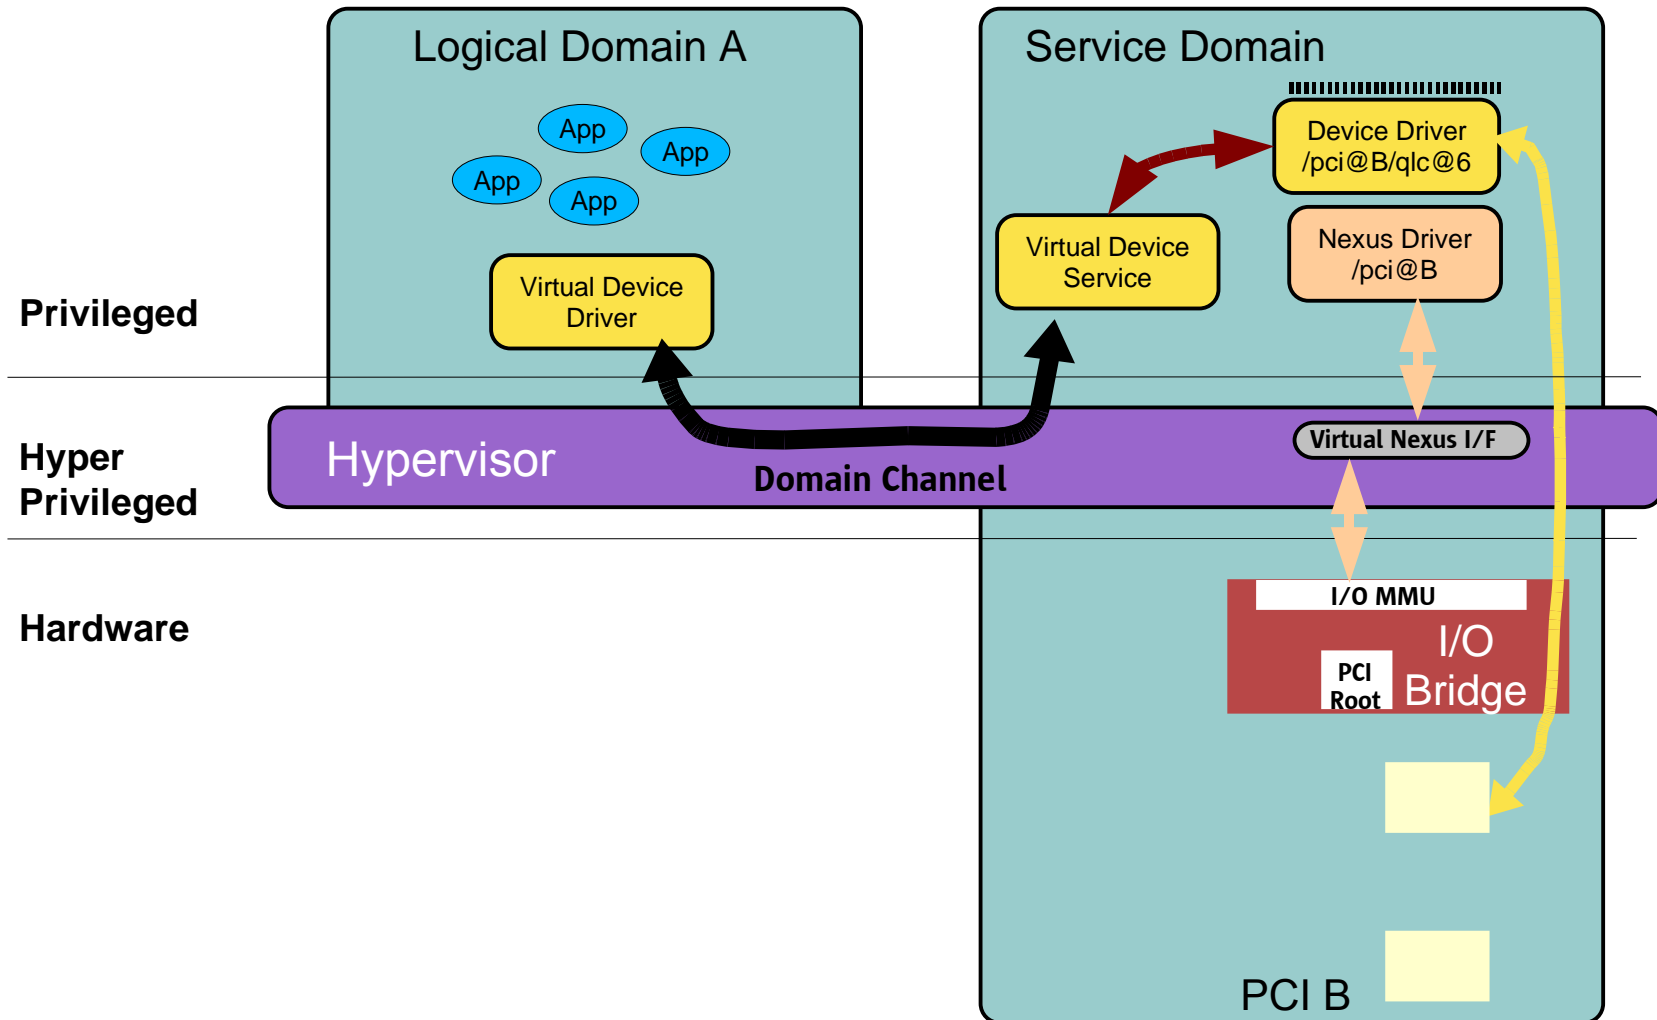 Logical Domain A
Service Domain
App
App
App
App
Device Driver
/pci@B/qlc@6
Virtual Device
Service
Nexus Driver
/pci@B
Virtual Device
Driver
Privileged
Hyper
Privileged
Hypervisor
Domain Channel
Virtual Nexus I/F
Hardware
I/O MMU
I/O
Bridge
PCI
Root
PCI B